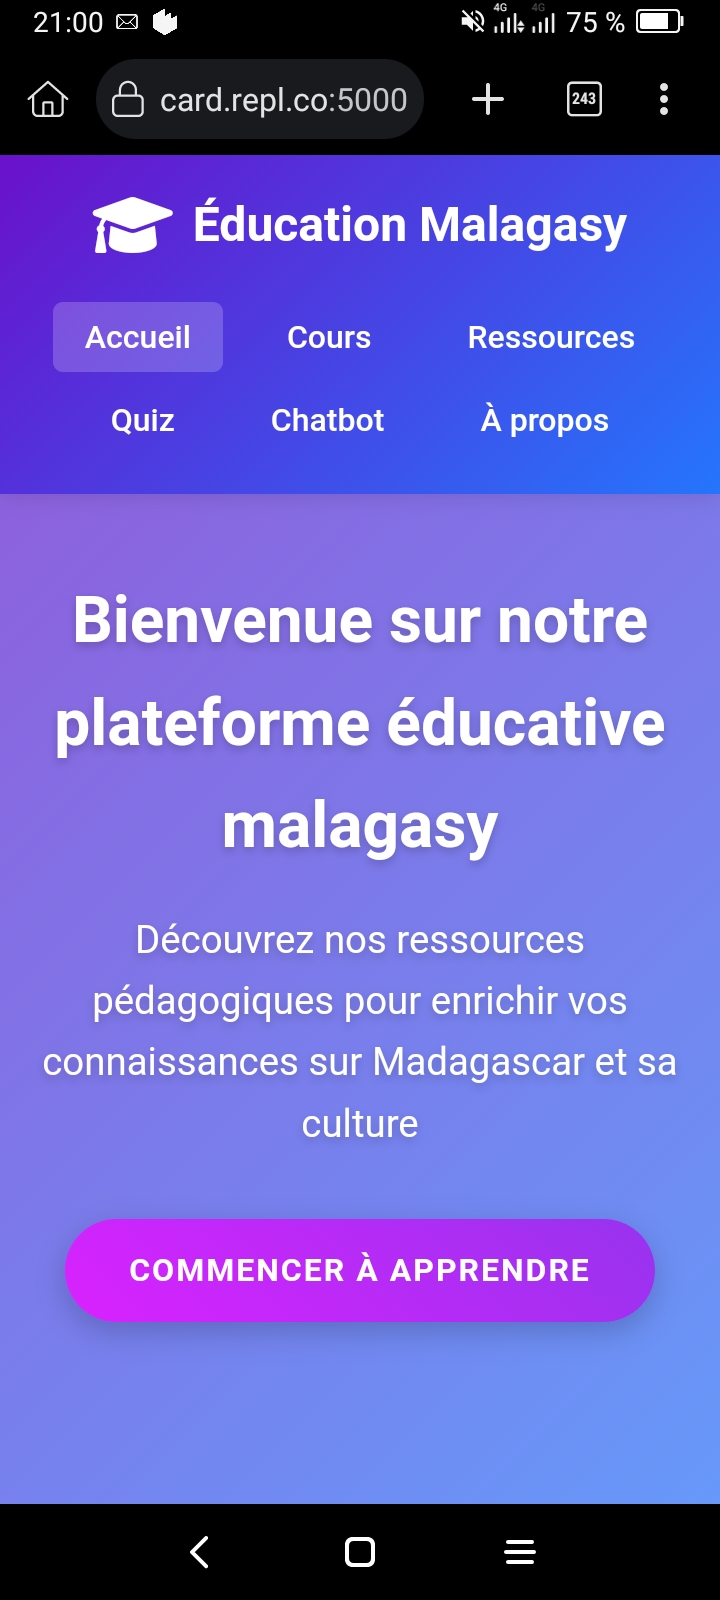 21:00
4G 4G 75 %
card.repl.co:5000
243
Éducation Malagasy
Accueil Cours Ressources
Quiz Chatbot À propos
Bienvenue sur notre
plateforme éducative
malagasy
Découvrez nos ressources
pédagogiques pour enrichir vos
connaissances sur Madagascar et sa
culture
COMMENCER À APPRENDRE